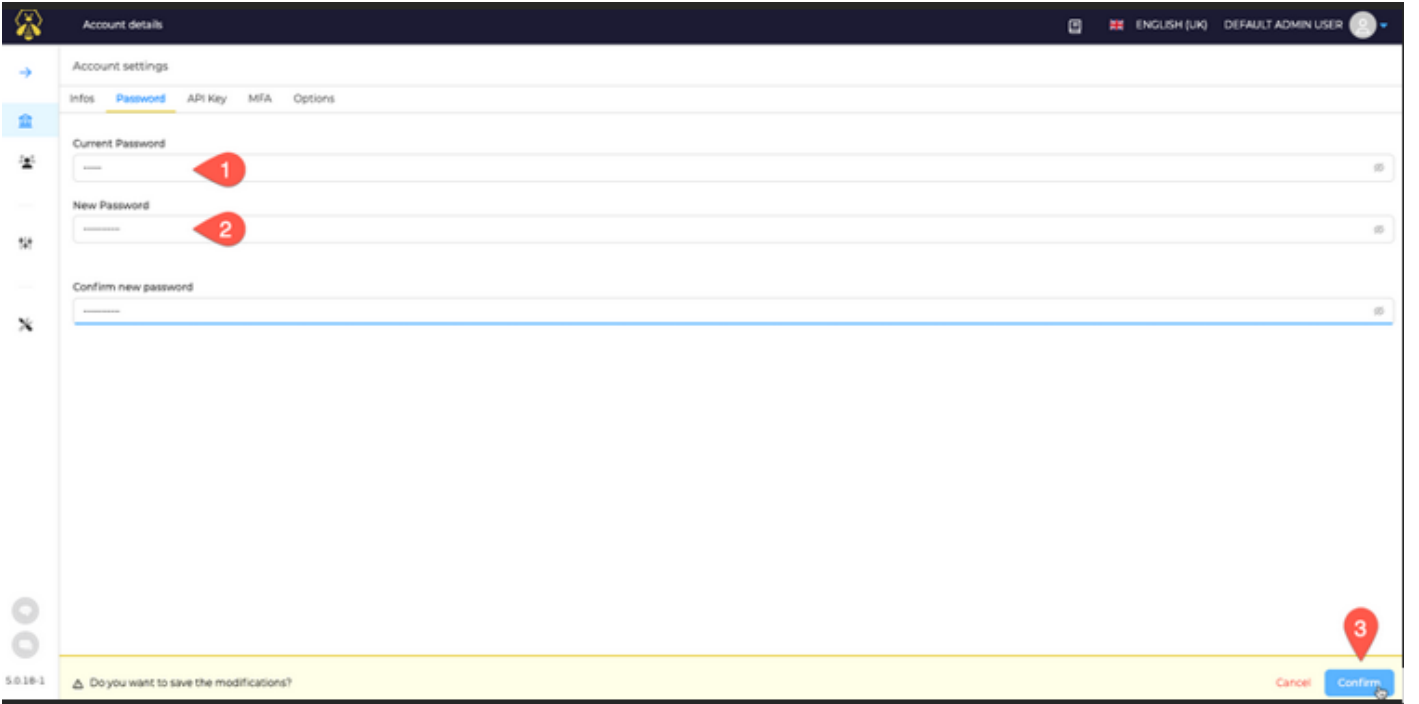 Account details
ENGLISH (UK) DEFAULT ADMIN USER
Account settings
Infos Password API Key MFA Options
Current Password
1
New Password
2
Confirm new password
3
5.0.18-1
Do you want to save the modifications?
Cancel Confirm